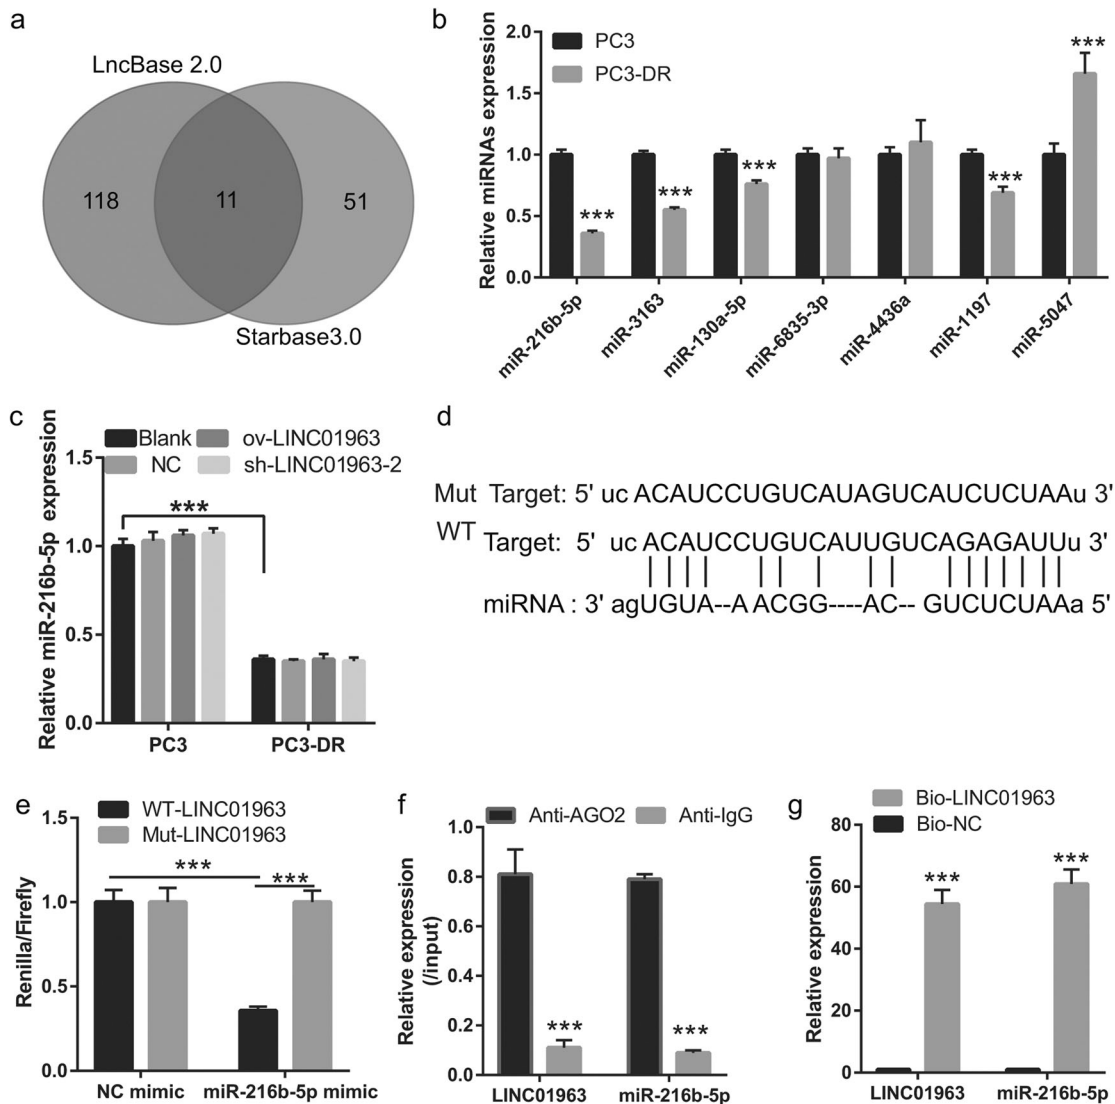 a
LncBase 2.0
118
11
51
Starbase3.0
b
Relative miRNAs expression
2.0
1.5
1.0
0.5
0.0
PC3
PC3-DR
***
***
***
***
***
miR-216b-5p
miR-3163
miR-130a-5p
miR-6835-3p
miR-4436a
miR-1197
miR-5047
c
Relative miR-216b-5p expression
Blank ov-LINC01963
NC sh-LINC01963-2
1.5
1.0
0.5
0.0
***
PC3 PC3-DR
d
Mut Target: 5' uc ACAUCCUGUCAUAGUCAUCUCUAAu 3'
WT
Target: 5' uc ACAUCCUGUCAUUGUCAGAGAUUu 3'
miRNA : 3' agUGUA--A ACGG----AC-- GUCUCUAAa 5'
e
WT-LINC01963
Mut-LINC01963
Renilla/Firefly
1.5
1.0
0.5
0.0
***
***
NC mimic miR-216b-5p mimic
f
Anti-AGO2 Anti-IgG
Relative expression
(/input)
1.0
0.8
0.6
0.4
0.2
0.0
***
***
LINC01963 miR-216b-5p
g
Bio-LINC01963
Bio-NC
Relative expression
80
60
40
20
0
***
***
LINC01963 miR-216b-5p